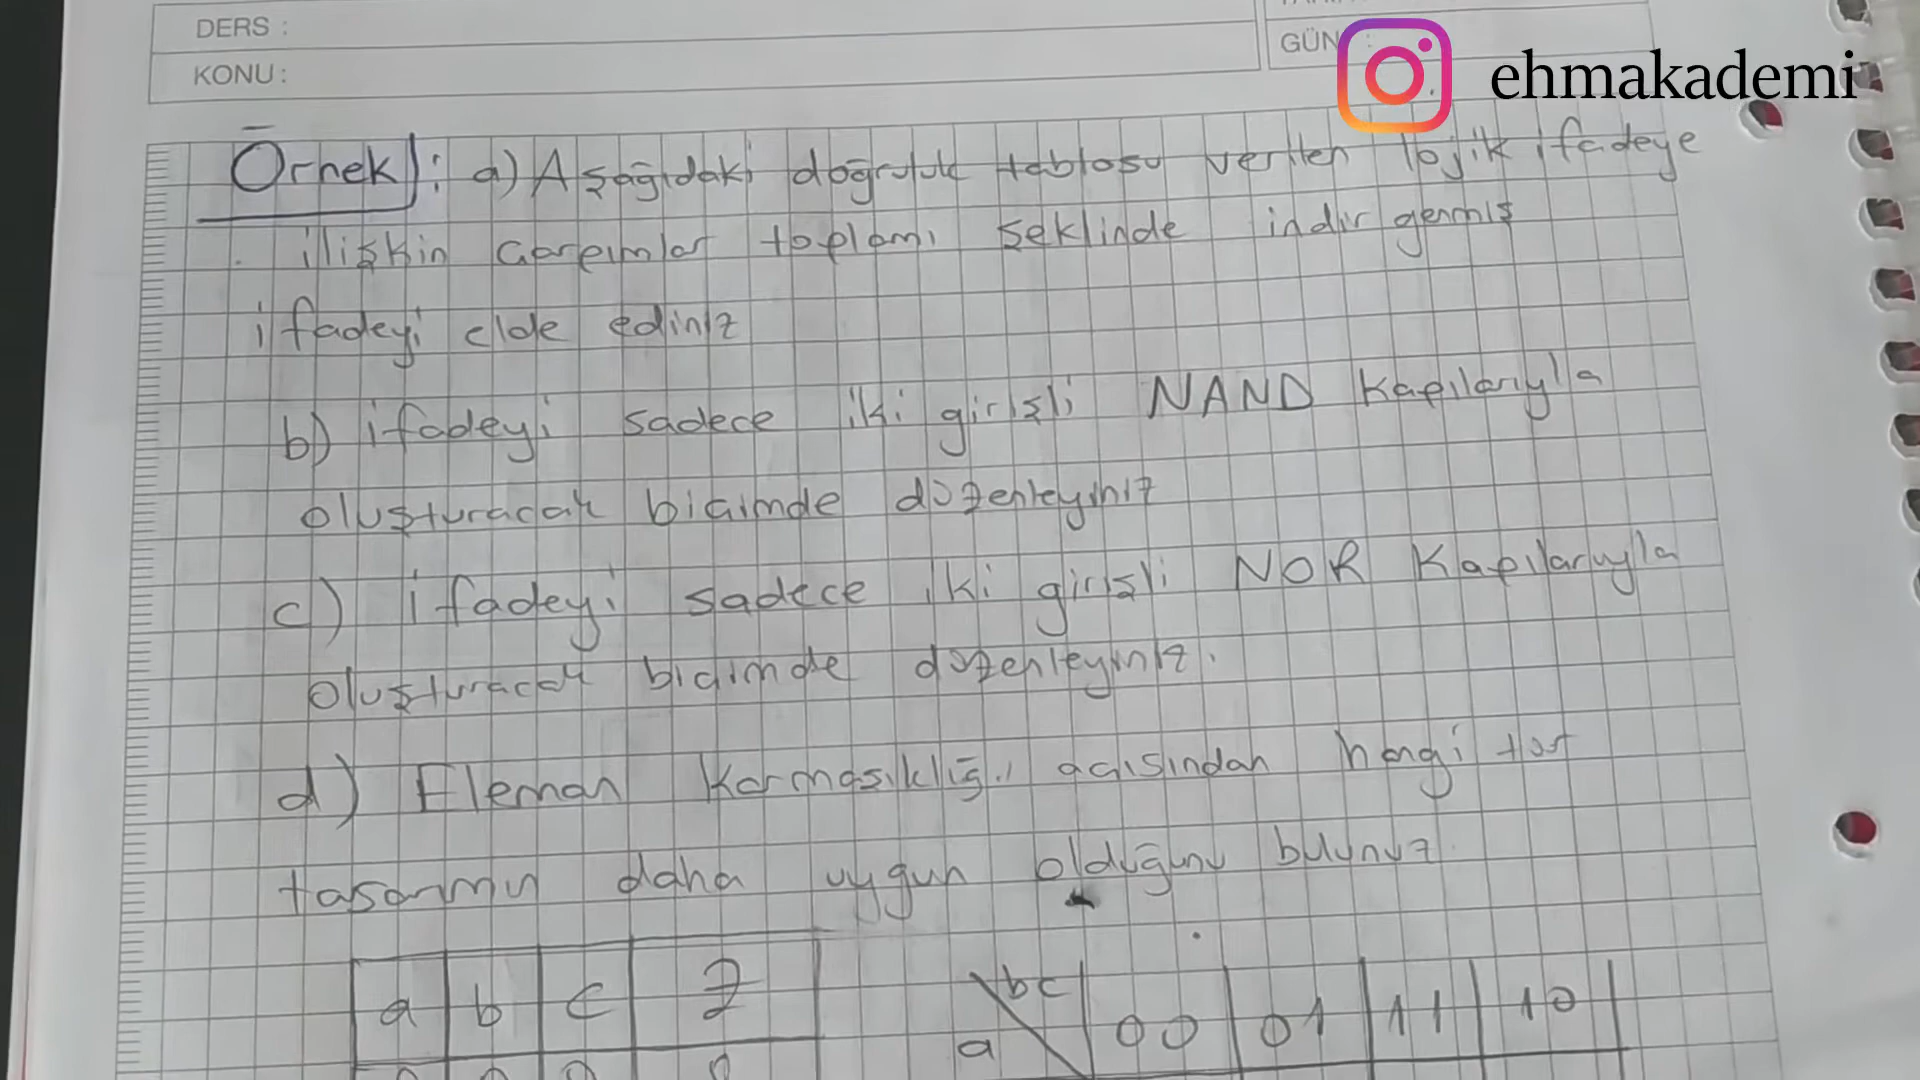 DERS :
KONU :
GÜN :
ehmakademi
Örnek): a) Aşağıdaki doğruluk tablosu verilen lojik ifadeye
ilişkin çarpımlar toplamı şeklinde indirgenmiş
ifadeyi elde ediniz
b) ifadeyi sadece iki girişli NAND kapılarıyla
oluşturacak biçimde düzenleyiniz
c) ifadeyi sadece iki girişli NOR kapılarıyla
oluşturacak biçimde düzenleyiniz.
d) Eleman karmaşıklığı açısından hangi tür
tasarımın daha uygun olduğunu bulunuz
a b c Z
bc 00 01 11 10
a